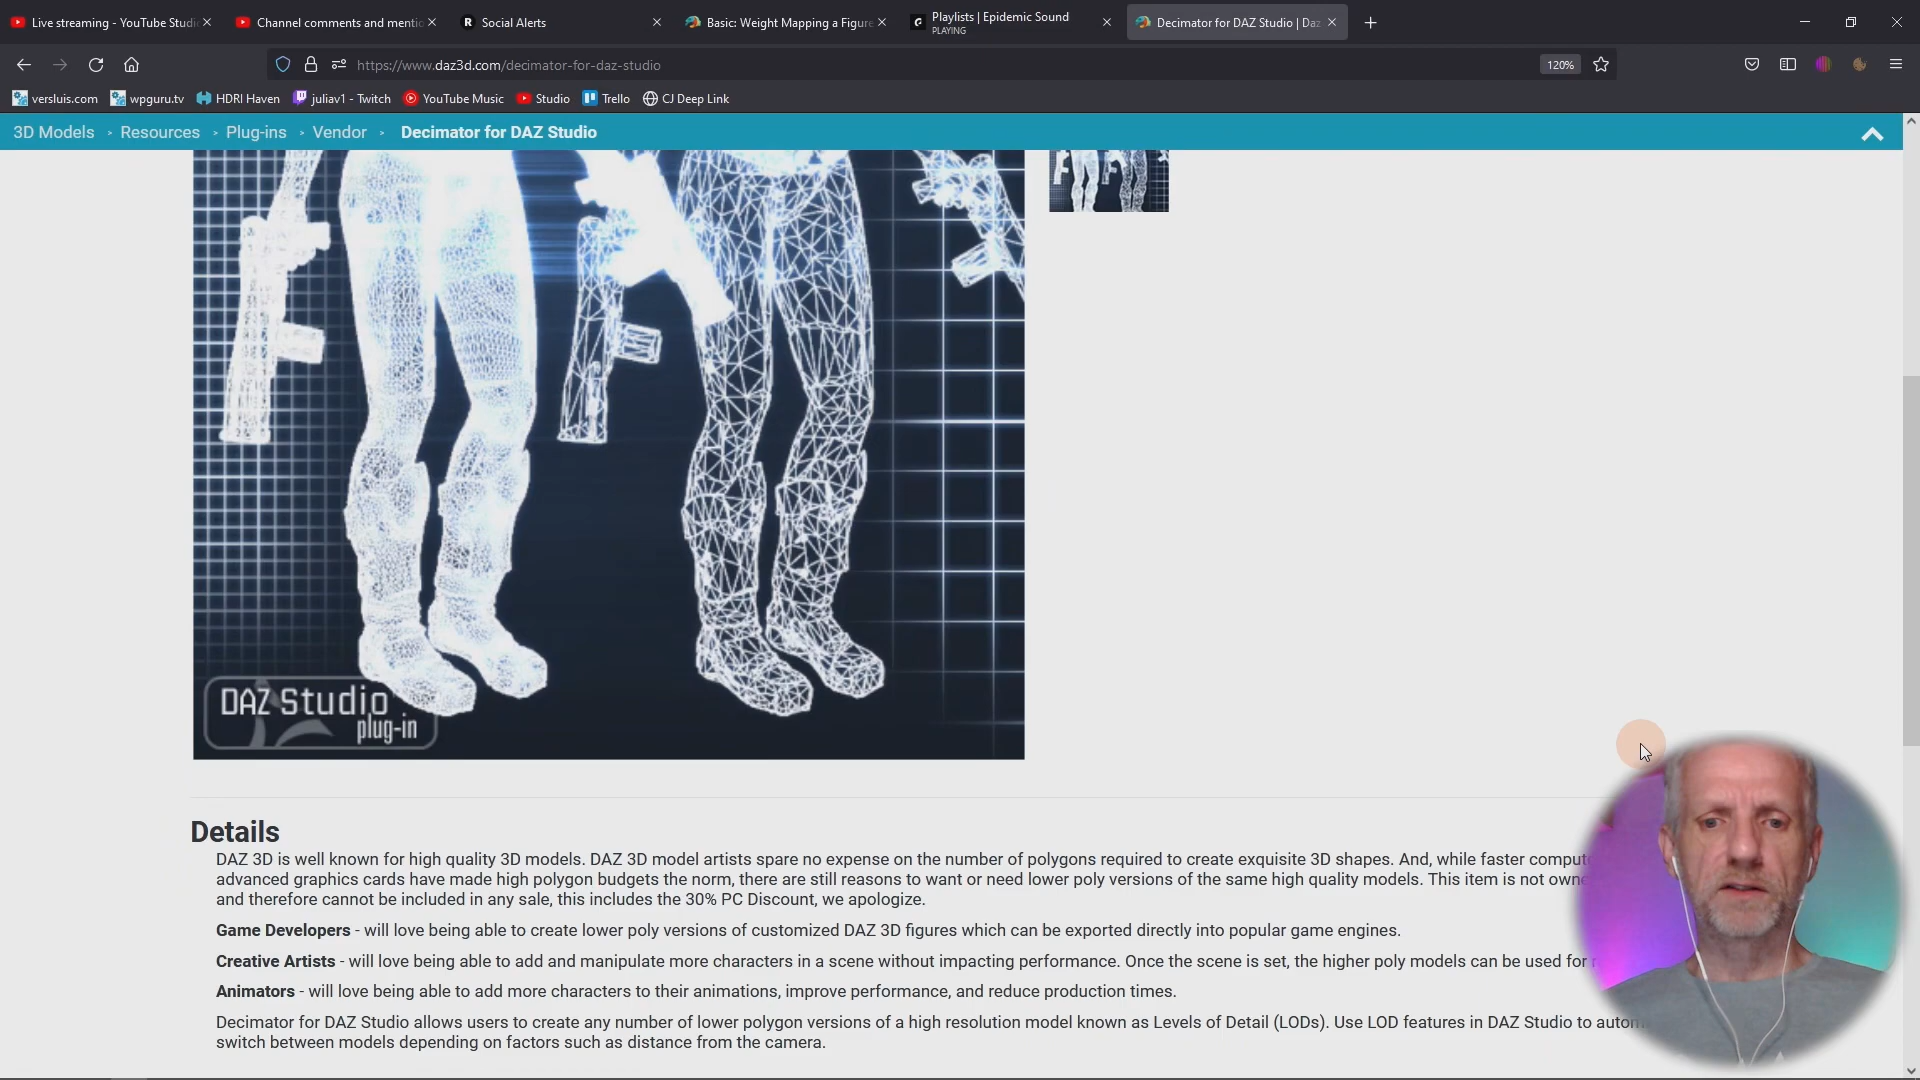 Live streaming - YouTube Studi
Channel comments and mentio
Social Alerts
Basic: Weight Mapping a Figure
Playlists | Epidemic Sound
PLAYING
Decimator for DAZ Studio | Daz
https://www.daz3d.com/decimator-for-daz-studio
120%
versluis.com
wpguru.tv
HDRI Haven
juliav1 - Twitch
YouTube Music
Studio
Trello
CJ Deep Link
3D Models > Resources > Plug-ins > Vendor > Decimator for DAZ Studio
DAZ Studio
plug-in
Details
DAZ 3D is well known for high quality 3D models. DAZ 3D model artists spare no expense on the number of polygons required to create exquisite 3D shapes. And, while faster compute
advanced graphics cards have made high polygon budgets the norm, there are still reasons to want or need lower poly versions of the same high quality models. This item is not owne
and therefore cannot be included in any sale, this includes the 30% PC Discount, we apologize.
Game Developers - will love being able to create lower poly versions of customized DAZ 3D figures which can be exported directly into popular game engines.
Creative Artists - will love being able to add and manipulate more characters in a scene without impacting performance. Once the scene is set, the higher poly models can be used for
Animators - will love being able to add more characters to their animations, improve performance, and reduce production times.
Decimator for DAZ Studio allows users to create any number of lower polygon versions of a high resolution model known as Levels of Detail (LODs). Use LOD features in DAZ Studio to autom
switch between models depending on factors such as distance from the camera.